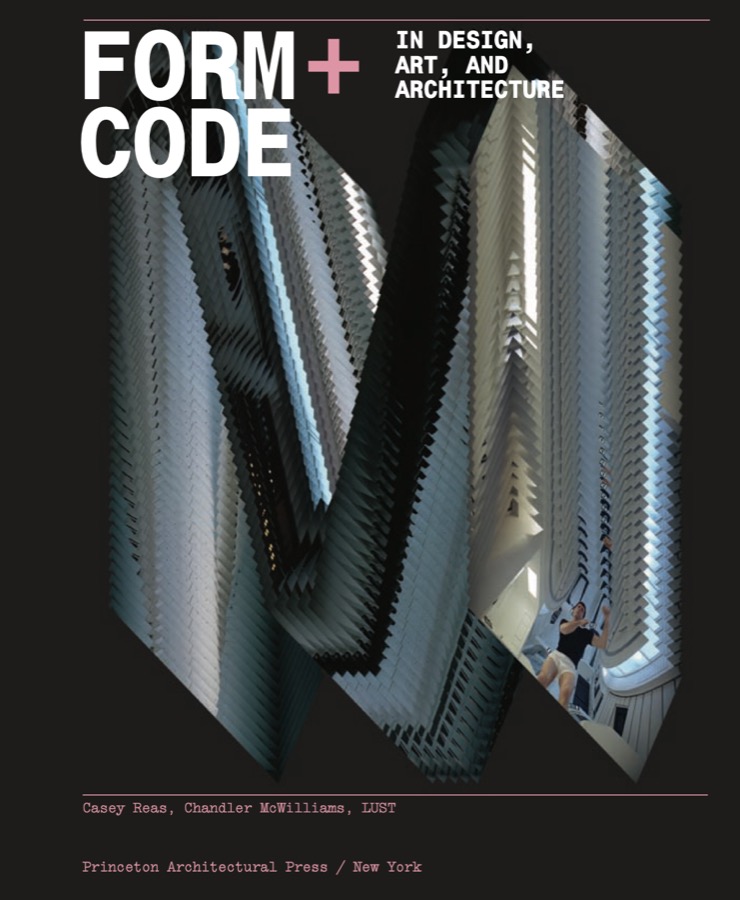 FORM+
CODE
IN DESIGN,
ART, AND
ARCHITECTURE
Casey Reas, Chandler McWilliams, LUST
Princeton Architectural Press / New York